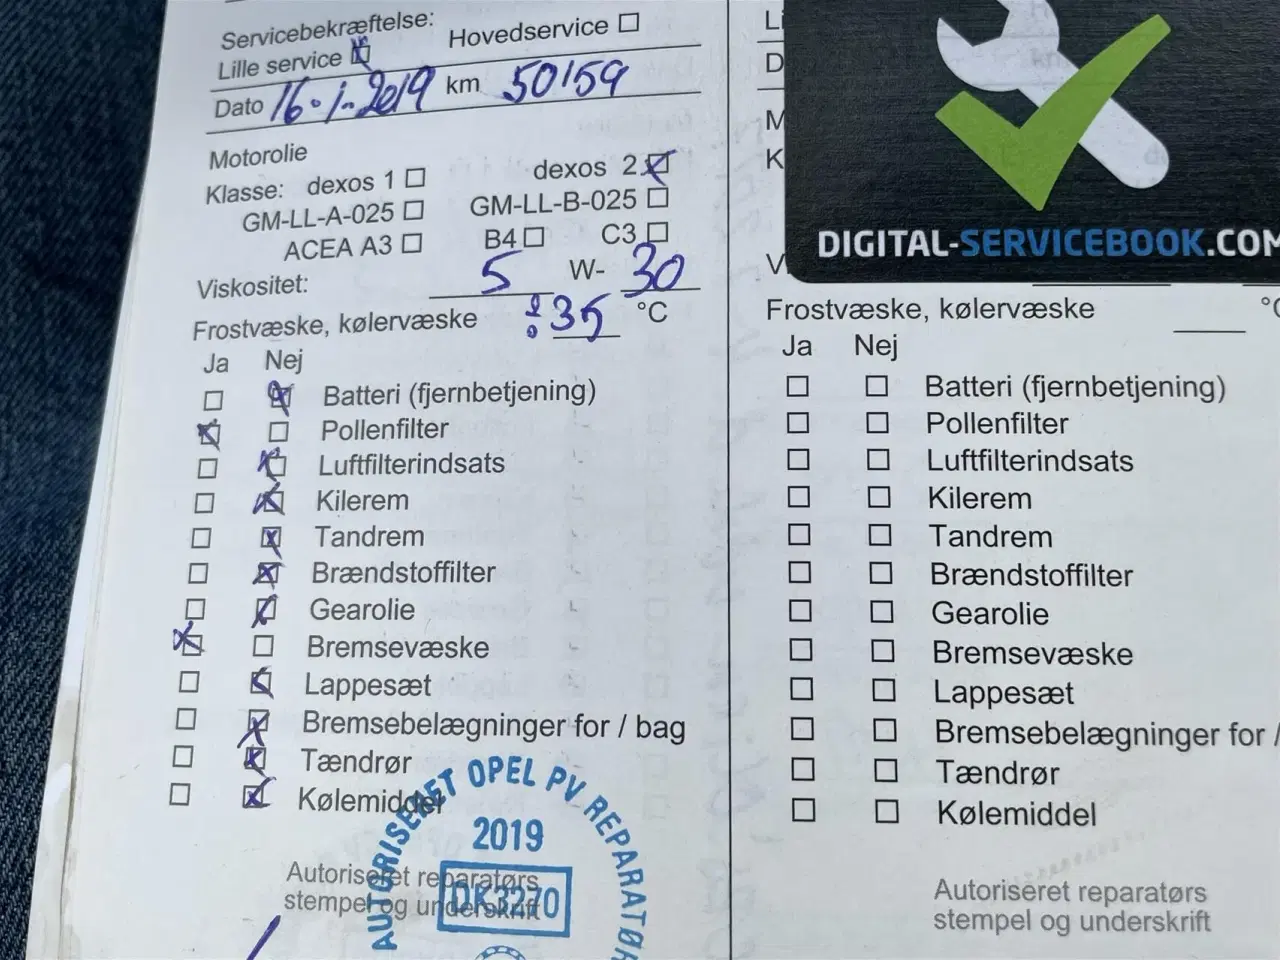 Servicebekræftelse:
Lille service ☒ Hovedservice ☐
Dato 16.1.2019 km 50159
Motorolie
Klasse: dexos 1 ☐ dexos 2 ☒
GM-LL-A-025 ☐ GM-LL-B-025 ☐
ACEA A3 ☐ B4 ☐ C3 ☐
Viskositet: 5 W- 30
Frostvæske, kølervæske ÷35 °C
Ja Nej
☐ ☒ Batteri (fjernbetjening)
☒ ☐ Pollenfilter
☐ ☒ Luftfilterindsats
☐ ☒ Kilerem
☐ ☒ Tandrem
☐ ☒ Brændstoffilter
☐ ☒ Gearolie
☒ ☐ Bremsevæske
☐ ☒ Lappesæt
☐ ☒ Bremsebelægninger for / bag
☐ ☒ Tændrør
☐ ☒ Kølemiddel
Autoriseret reparatørs
stempel og underskrift
AUTORISERET OPEL PV REPARATØR
2019
DK3270
DIGITAL-SERVICEBOOK.COM
Frostvæske, kølervæske °C
Ja Nej
☐ ☐ Batteri (fjernbetjening)
☐ ☐ Pollenfilter
☐ ☐ Luftfilterindsats
☐ ☐ Kilerem
☐ ☐ Tandrem
☐ ☐ Brændstoffilter
☐ ☐ Gearolie
☐ ☐ Bremsevæske
☐ ☐ Lappesæt
☐ ☐ Bremsebelægninger for /
☐ ☐ Tændrør
☐ ☐ Kølemiddel
Autoriseret reparatørs
stempel og underskrift